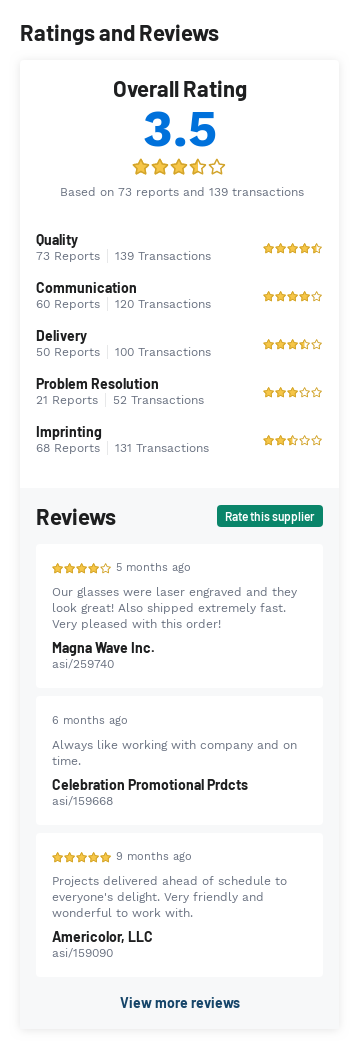 Ratings and Reviews
Overall Rating
3.5
Based on 73 reports and 139 transactions
Quality
73 Reports | 139 Transactions
Communication
60 Reports | 120 Transactions
Delivery
50 Reports | 100 Transactions
Problem Resolution
21 Reports | 52 Transactions
Imprinting
68 Reports | 131 Transactions
Reviews
Rate this supplier
5 months ago
Our glasses were laser engraved and they
look great! Also shipped extremely fast.
Very pleased with this order!
Magna Wave Inc.
asi/259740
6 months ago
Always like working with company and on
time.
Celebration Promotional Prdcts
asi/159668
9 months ago
Projects delivered ahead of schedule to
everyone's delight. Very friendly and
wonderful to work with.
Americolor, LLC
asi/159090
View more reviews